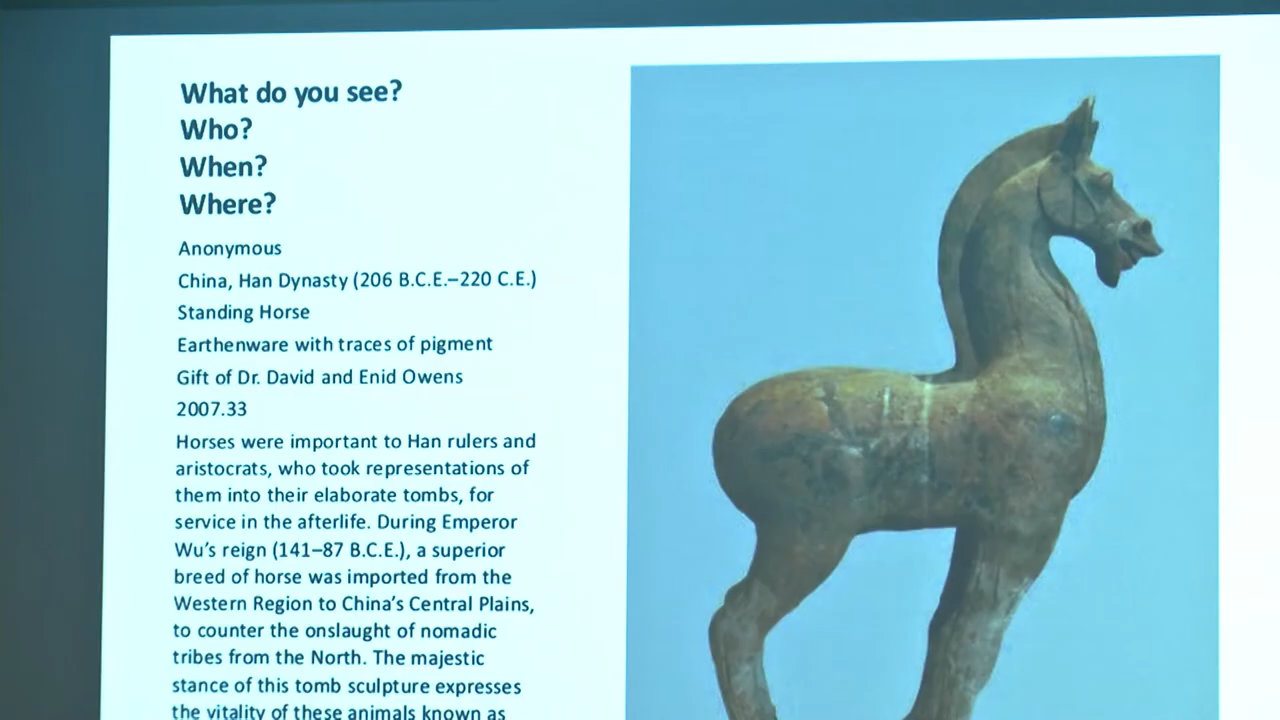 What do you see?
Who?
When?
Where?
Anonymous
China, Han Dynasty (206 B.C.E.–220 C.E.)
Standing Horse
Earthenware with traces of pigment
Gift of Dr. David and Enid Owens
2007.33
Horses were important to Han rulers and
aristocrats, who took representations of
them into their elaborate tombs, for
service in the afterlife. During Emperor
Wu's reign (141–87 B.C.E.), a superior
breed of horse was imported from the
Western Region to China's Central Plains,
to counter the onslaught of nomadic
tribes from the North. The majestic
stance of this tomb sculpture expresses
the vitality of these animals known as